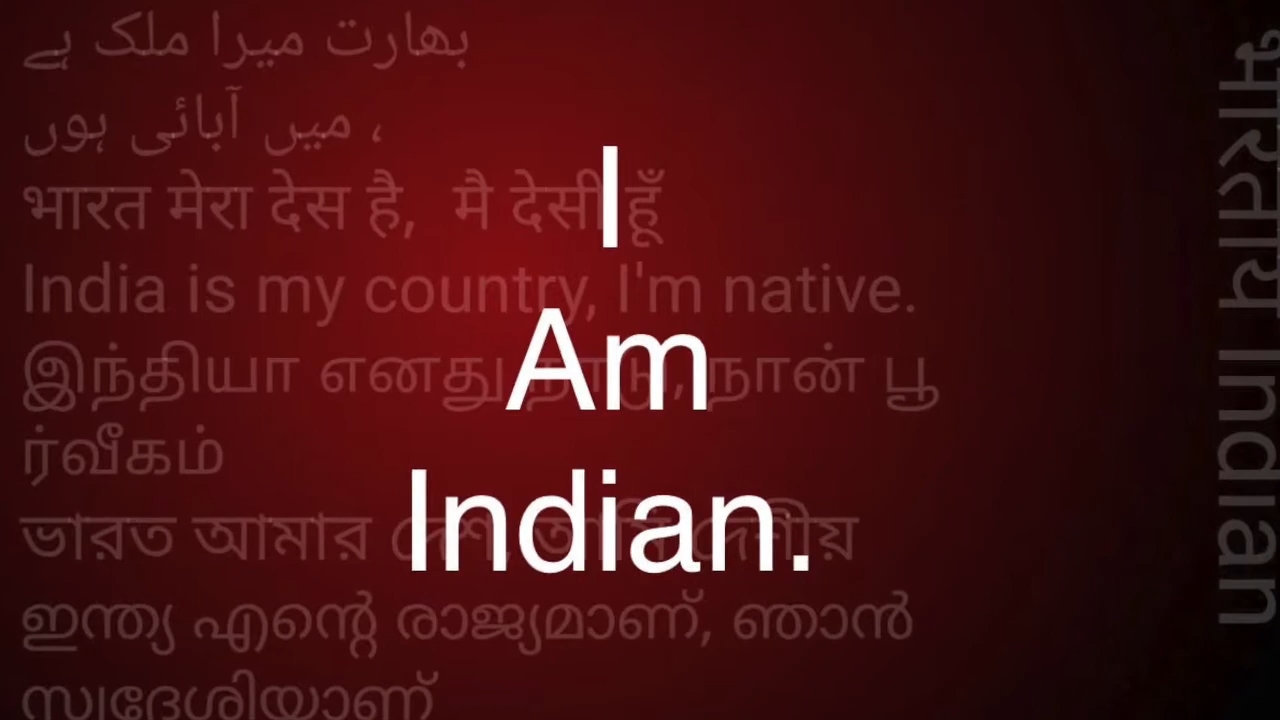 بھارت میرا ملک ہے
، میں آبائی ہوں
भारत मेरा देस है, मै देसी हूँ
India is my country, I'm native.
இந்தியா எனது நாடு, நான் பூ
ர்வீகம்
ভারত আমার দেশ, আমি দেশীয়
ഇന്ത്യ എന്റെ രാജ്യമാണ്, ഞാൻ
സ്വദേശിയാണ്
I
Am
Indian.
भारतीय Indian